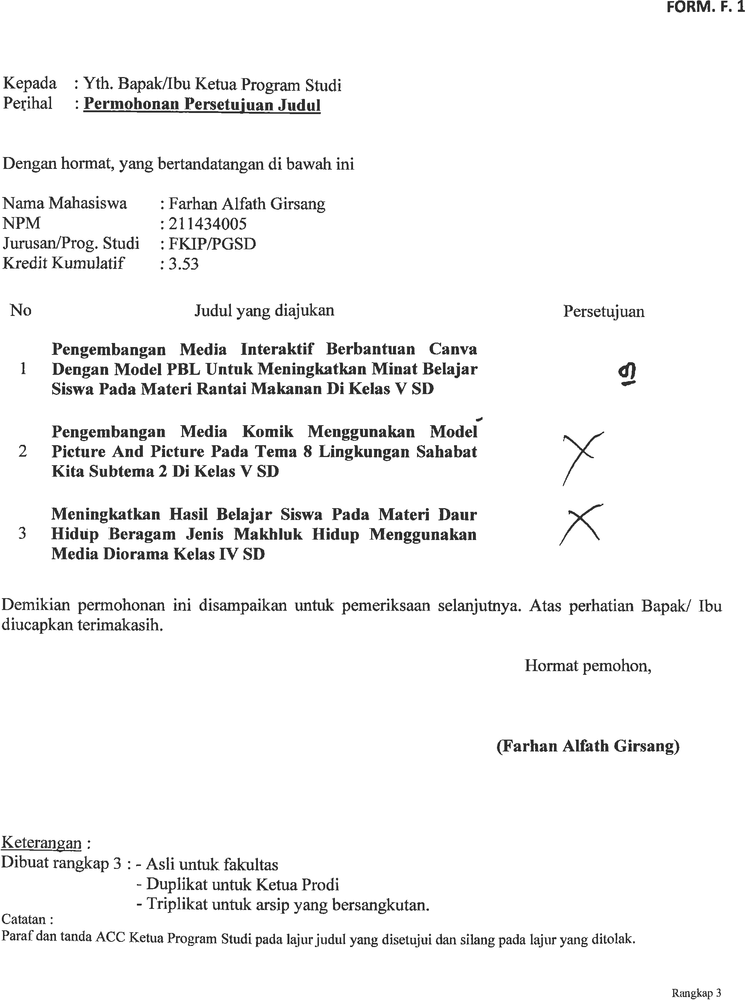 FORM. F. 1
Kepada : Yth. Bapak/Ibu Ketua Program Studi
Perihal : Permohonan Persetujuan Judul
Dengan hormat, yang bertandatangan di bawah ini
Nama Mahasiswa : Farhan Alfath Girsang
NPM : 211434005
Jurusan/Prog. Studi : FKIP/PGSD
Kredit Kumulatif : 3.53
No Judul yang diajukan Persetujuan
Pengembangan Media Interaktif Berbantuan Canva
1 Dengan Model PBL Untuk Meningkatkan Minat Belajar
Siswa Pada Materi Rantai Makanan Di Kelas V SD
Pengembangan Media Komik Menggunakan Model
2 Picture And Picture Pada Tema 8 Lingkungan Sahabat
Kita Subtema 2 Di Kelas V SD
Meningkatkan Hasil Belajar Siswa Pada Materi Daur
3 Hidup Beragam Jenis Makhluk Hidup Menggunakan
Media Diorama Kelas IV SD
Demikian permohonan ini disampaikan untuk pemeriksaan selanjutnya. Atas perhatian Bapak/ Ibu
diucapkan terimakasih.
Hormat pemohon,
(Farhan Alfath Girsang)
Keterangan :
Dibuat rangkap 3 : - Asli untuk fakultas
- Duplikat untuk Ketua Prodi
- Triplikat untuk arsip yang bersangkutan.
Catatan :
Paraf dan tanda ACC Ketua Program Studi pada lajur judul yang disetujui dan silang pada lajur yang ditolak.
Rangkap 3